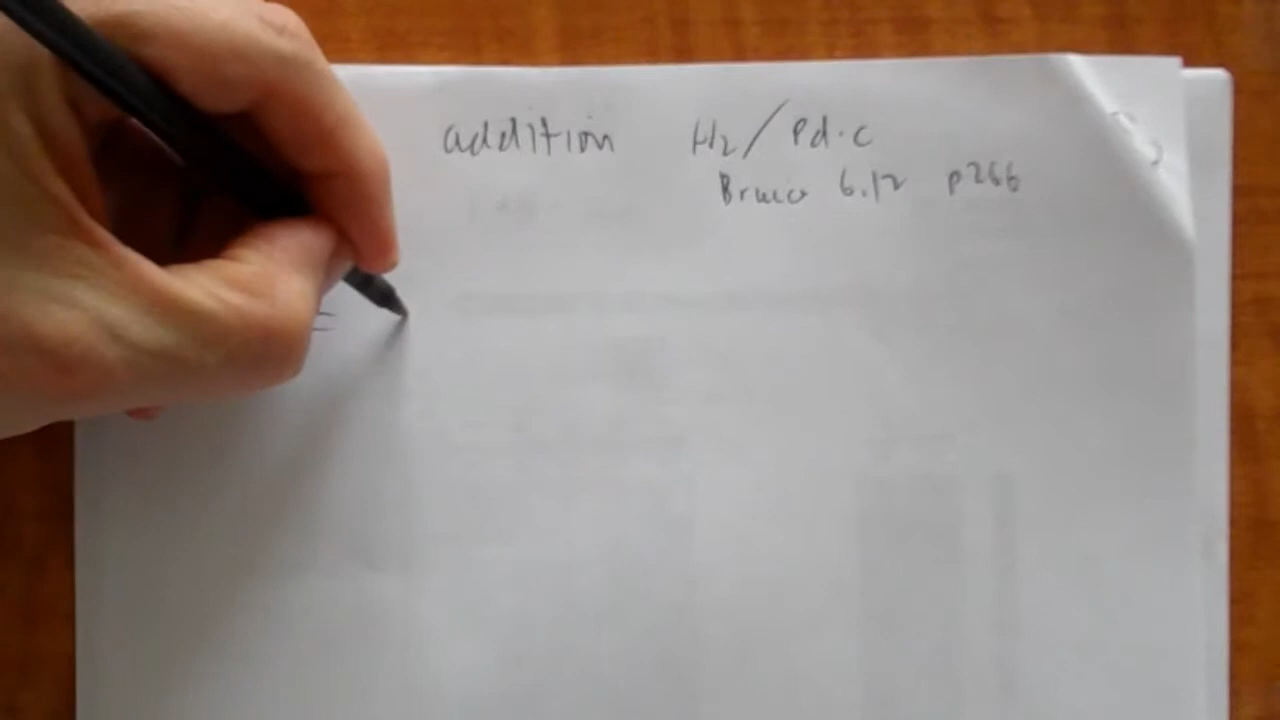 addition H₂/Pd·C
Bruice 6.12 p266
=